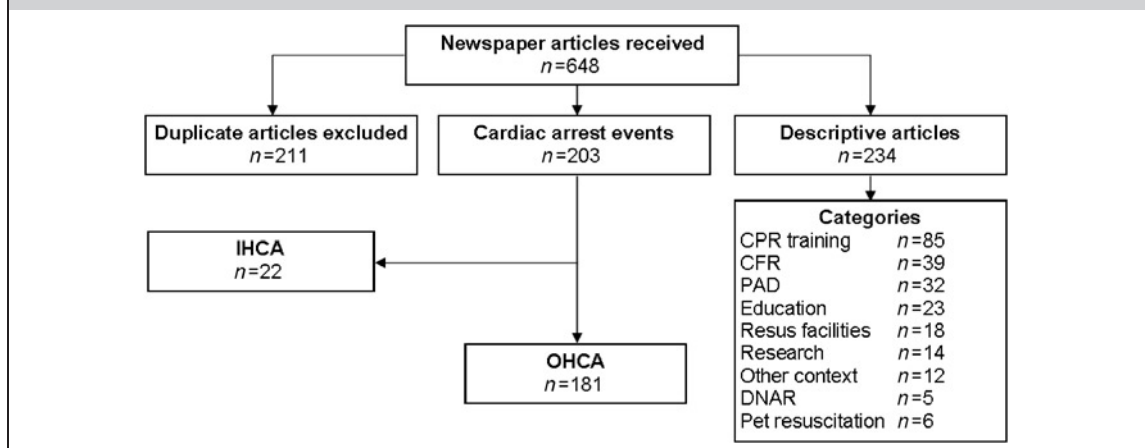 Newspaper articles received
n=648
Duplicate articles excluded
n=211
Cardiac arrest events
n=203
Descriptive articles
n=234
IHCA
n=22
OHCA
n=181
Categories
CPR training n=85
CFR n=39
PAD n=32
Education n=23
Resus facilities n=18
Research n=14
Other context n=12
DNAR n=5
Pet resuscitation n=6